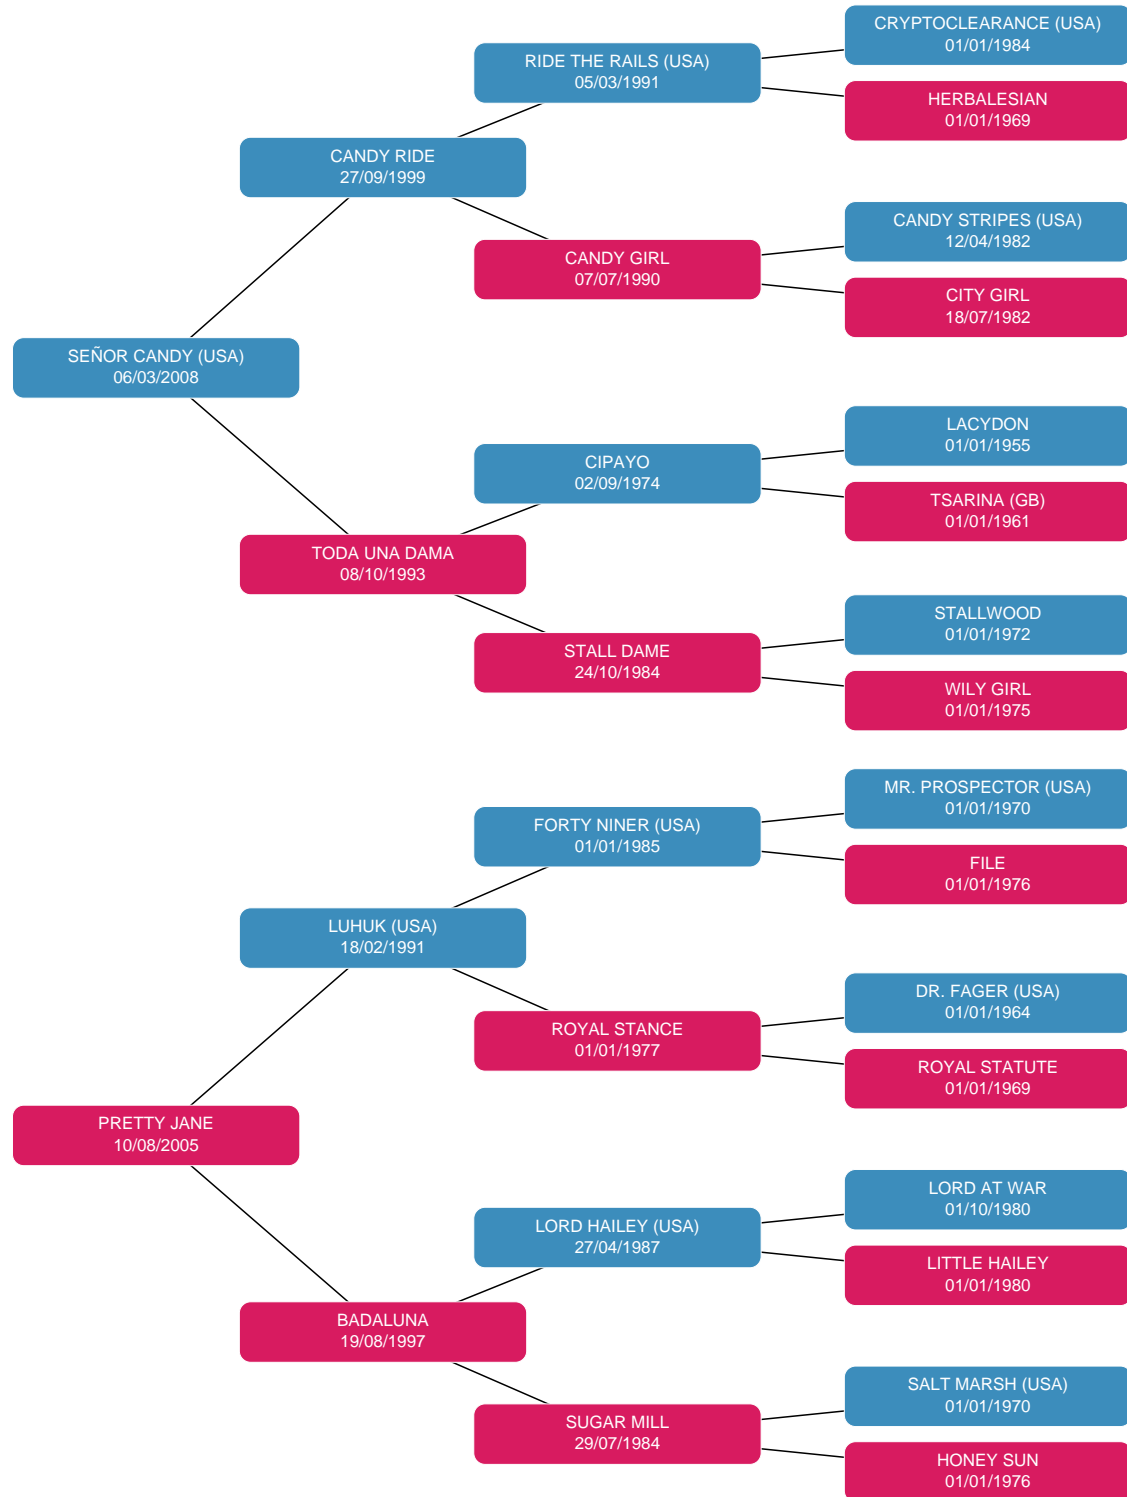 CRYPTOCLEARANCE (USA)
01/01/1984
RIDE THE RAILS (USA)
05/03/1991
HERBALESIAN
01/01/1969
CANDY RIDE
27/09/1999
CANDY STRIPES (USA)
12/04/1982
CANDY GIRL
07/07/1990
CITY GIRL
18/07/1982
SEÑOR CANDY (USA)
06/03/2008
LACYDON
01/01/1955
CIPAYO
02/09/1974
TSARINA (GB)
01/01/1961
TODA UNA DAMA
08/10/1993
STALLWOOD
01/01/1972
STALL DAME
24/10/1984
WILY GIRL
01/01/1975
MR. PROSPECTOR (USA)
01/01/1970
FORTY NINER (USA)
01/01/1985
FILE
01/01/1976
LUHUK (USA)
18/02/1991
DR. FAGER (USA)
01/01/1964
ROYAL STANCE
01/01/1977
ROYAL STATUTE
01/01/1969
PRETTY JANE
10/08/2005
LORD AT WAR
01/10/1980
LORD HAILEY (USA)
27/04/1987
LITTLE HAILEY
01/01/1980
BADALUNA
19/08/1997
SALT MARSH (USA)
01/01/1970
SUGAR MILL
29/07/1984
HONEY SUN
01/01/1976